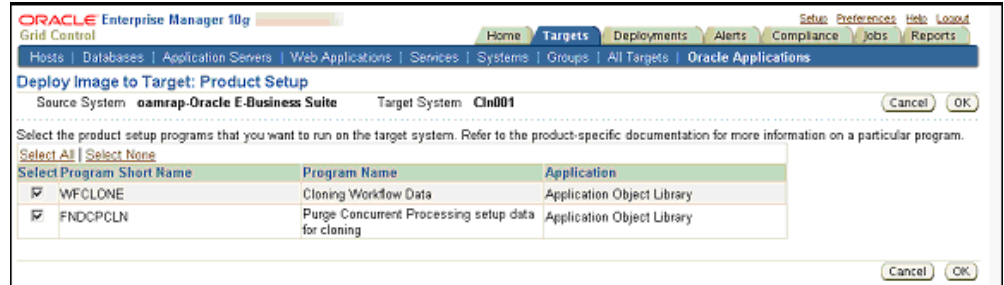 ORACLE Enterprise Manager 10g
Setup Preferences Help Logout
Grid Control
Home Targets Deployments Alerts Compliance Jobs Reports
Hosts | Databases | Application Servers | Web Applications | Services | Systems | Groups | All Targets | Oracle Applications
Deploy Image to Target: Product Setup
Source System oamrap-Oracle E-Business Suite Target System Cln001
Cancel OK
Select the product setup programs that you want to run on the target system. Refer to the product-specific documentation for more information on a particular program.
Select All | Select None
Select Program Short Name Program Name Application
WFCLONE Cloning Workflow Data Application Object Library
FNDCPCLN Purge Concurrent Processing setup data for cloning Application Object Library
Cancel OK